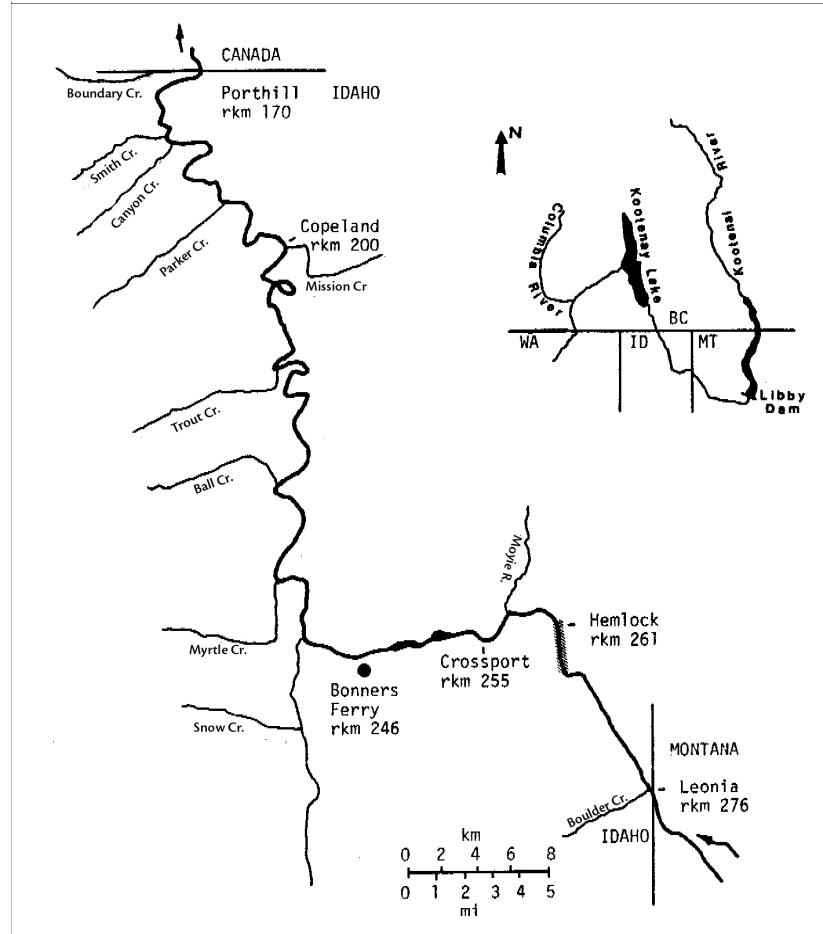 CANADA
Boundary Cr.
Porthill IDAHO
rkm 170
Smith Cr.
Canyon Cr.
Parker Cr.
Copeland
rkm 200
Mission Cr
Trout Cr.
Ball Cr.
Myrtle Cr.
Snow Cr.
Bonners
Ferry
rkm 246
Crossport
rkm 255
Moyie R.
Hemlock
rkm 261
MONTANA
Leonia
rkm 276
Boulder Cr.
IDAHO
km
0 2 4 6 8
0 1 2 3 4 5
mi
N
Columbia
River
Kootenay Lake
Kootenai
River
BC
WA ID MT
Libby
Dam